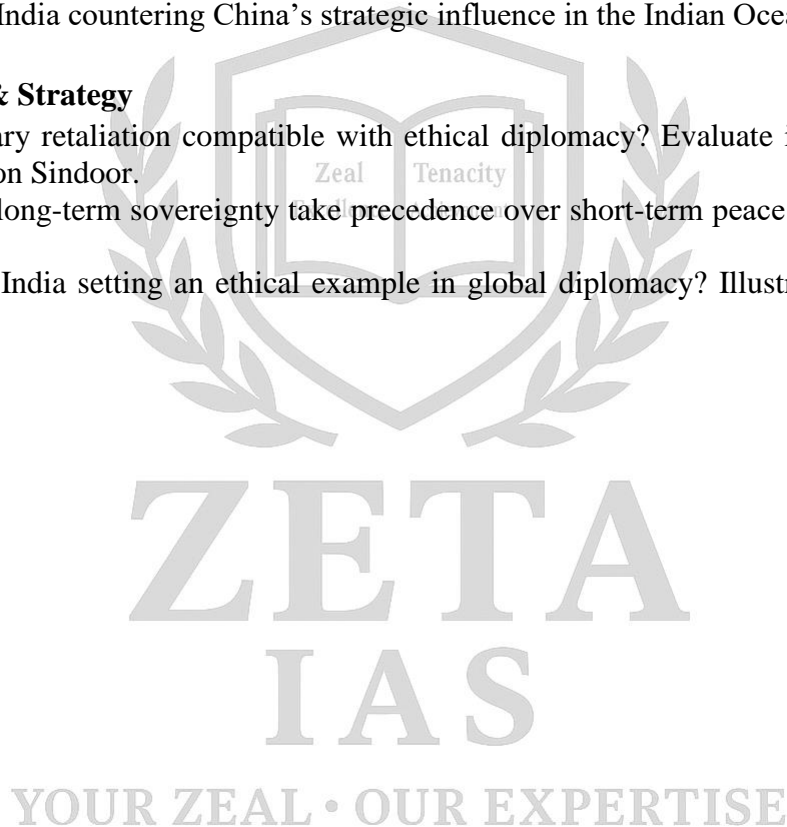 India countering China’s strategic influence in the Indian Ocea
& Strategy
ary retaliation compatible with ethical diplomacy? Evaluate i
on Sindoor.
long-term sovereignty take precedence over short-term peace
India setting an ethical example in global diplomacy? Illustr
Zeal Tenacity
ZETA
IAS
YOUR ZEAL • OUR EXPERTISE